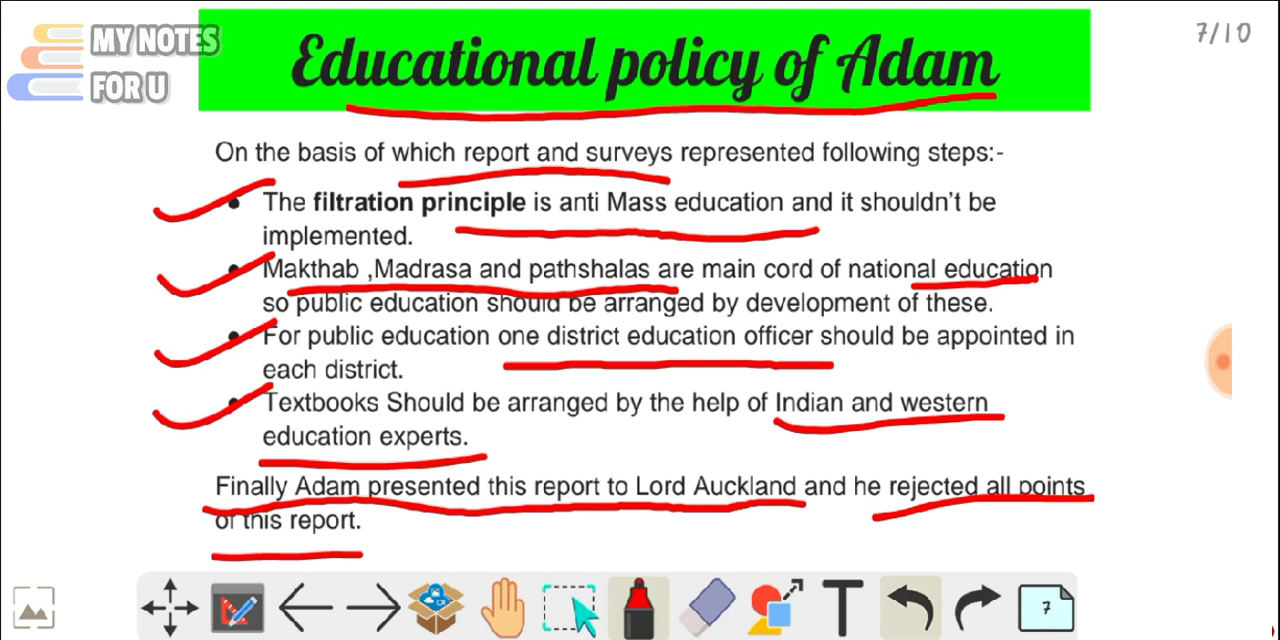 MY NOTES
FOR U
Educational policy of Adam
7/10
On the basis of which report and surveys represented following steps:-
• The filtration principle is anti Mass education and it shouldn't be
implemented.
• Makthab ,Madrasa and pathshalas are main cord of national education
so public education should be arranged by development of these.
• For public education one district education officer should be appointed in
each district.
• Textbooks Should be arranged by the help of Indian and western
education experts.
Finally Adam presented this report to Lord Auckland and he rejected all points
of this report.
T
7